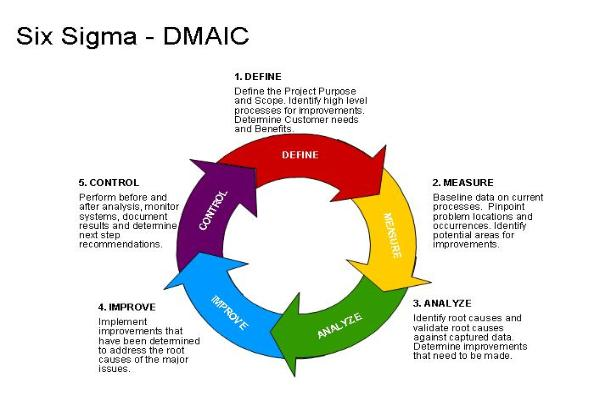 Six Sigma - DMAIC
1. DEFINE
Define the Project Purpose
and Scope. Identify high level
processes for improvements.
Determine Customer needs
and Benefits.
DEFINE
2. MEASURE
Baseline data on current
processes. Pinpoint
problem locations and
occurrences. Identify
potential areas for
improvements.
MEASURE
3. ANALYZE
Identify root causes and
validate root causes
against captured data.
Determine improvements
that need to be made.
ANALYZE
4. IMPROVE
Implement
improvements that
have been determined
to address the root
causes of the major
issues.
IMPROVE
5. CONTROL
Perform before and
after analysis, monitor
systems, document
results and determine
next step
recommendations.
CONTROL